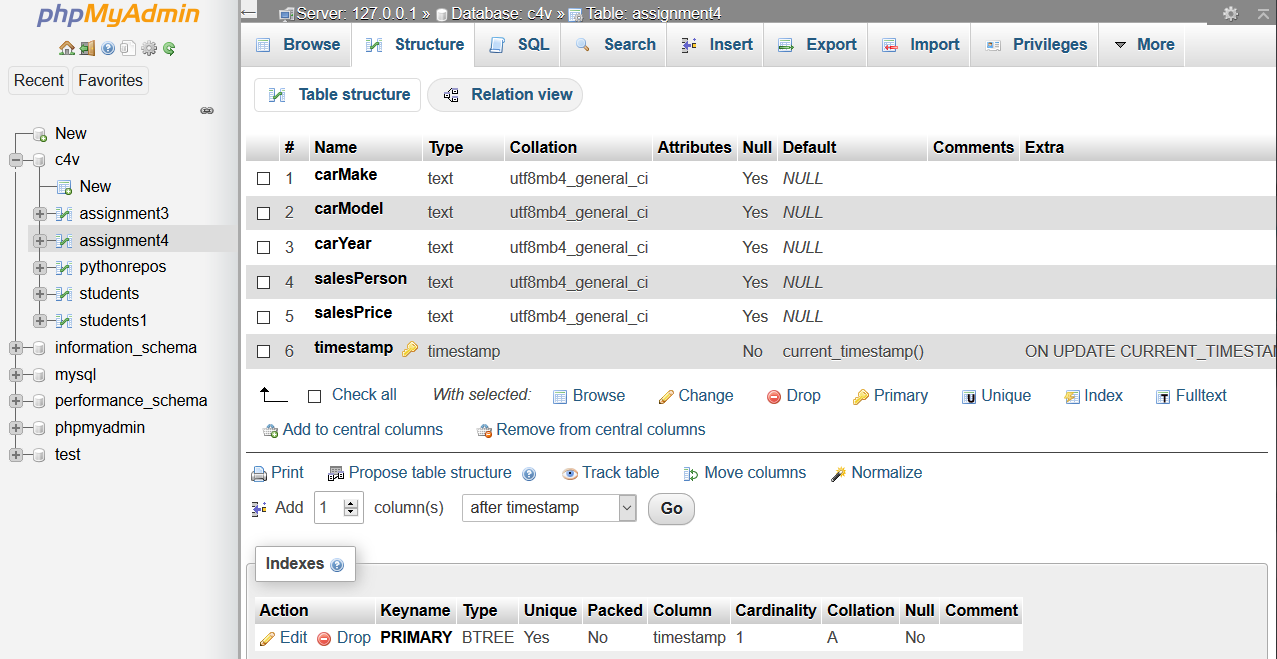 phpMyAdmin
Recent Favorites
New
c4v
New
assignment3
assignment4
pythonrepos
students
students1
information_schema
mysql
performance_schema
phpmyadmin
test
Server: 127.0.0.1 » Database: c4v » Table: assignment4
Browse Structure SQL Search Insert Export Import Privileges More
Table structure Relation view
# Name Type Collation Attributes Null Default Comments Extra
1 carMake text utf8mb4_general_ci Yes NULL
2 carModel text utf8mb4_general_ci Yes NULL
3 carYear text utf8mb4_general_ci Yes NULL
4 salesPerson text utf8mb4_general_ci Yes NULL
5 salesPrice text utf8mb4_general_ci Yes NULL
6 timestamp timestamp No current_timestamp() ON UPDATE CURRENT_TIMESTAM
Check all With selected: Browse Change Drop Primary Unique Index Fulltext
Add to central columns Remove from central columns
Print Propose table structure Track table Move columns Normalize
Add 1 column(s) after timestamp Go
Indexes
Action Keyname Type Unique Packed Column Cardinality Collation Null Comment
Edit Drop PRIMARY BTREE Yes No timestamp 1 A No